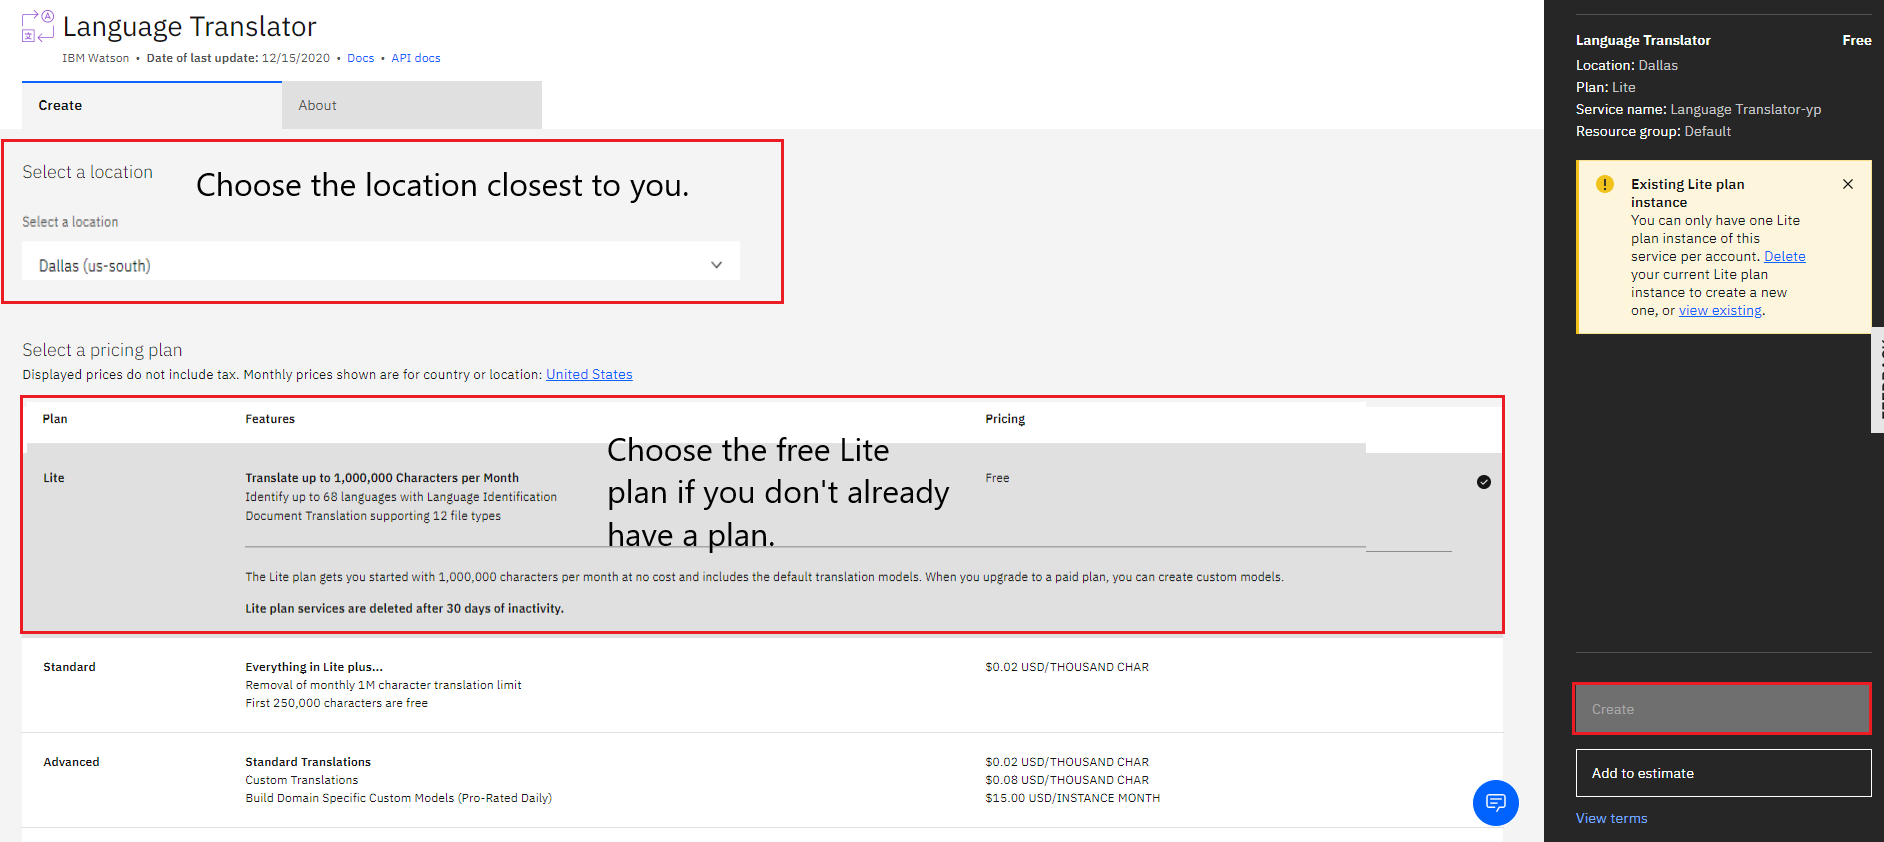 Language Translator
IBM Watson • Date of last update: 12/15/2020 • Docs • API docs
Create
About
Select a location
Choose the location closest to you.
Select a location
Dallas (us-south)
Select a pricing plan
Displayed prices do not include tax. Monthly prices shown are for country or location: United States
Plan Features Pricing
Choose the free Lite
plan if you don't already
have a plan.
Lite Translate up to 1,000,000 Characters per Month Free
Identify up to 68 languages with Language Identification
Document Translation supporting 12 file types
The Lite plan gets you started with 1,000,000 characters per month at no cost and includes the default translation models. When you upgrade to a paid plan, you can create custom models.
Lite plan services are deleted after 30 days of inactivity.
Standard Everything in Lite plus... $0.02 USD/THOUSAND CHAR
Removal of monthly 1M character translation limit
First 250,000 characters are free
Advanced Standard Translations $0.02 USD/THOUSAND CHAR
Custom Translations $0.08 USD/THOUSAND CHAR
Build Domain Specific Custom Models (Pro-Rated Daily) $15.00 USD/INSTANCE MONTH
Language Translator Free
Location: Dallas
Plan: Lite
Service name: Language Translator-yp
Resource group: Default
Existing Lite plan
instance
You can only have one Lite
plan instance of this
service per account. Delete
your current Lite plan
instance to create a new
one, or view existing.
Create
Add to estimate
View terms